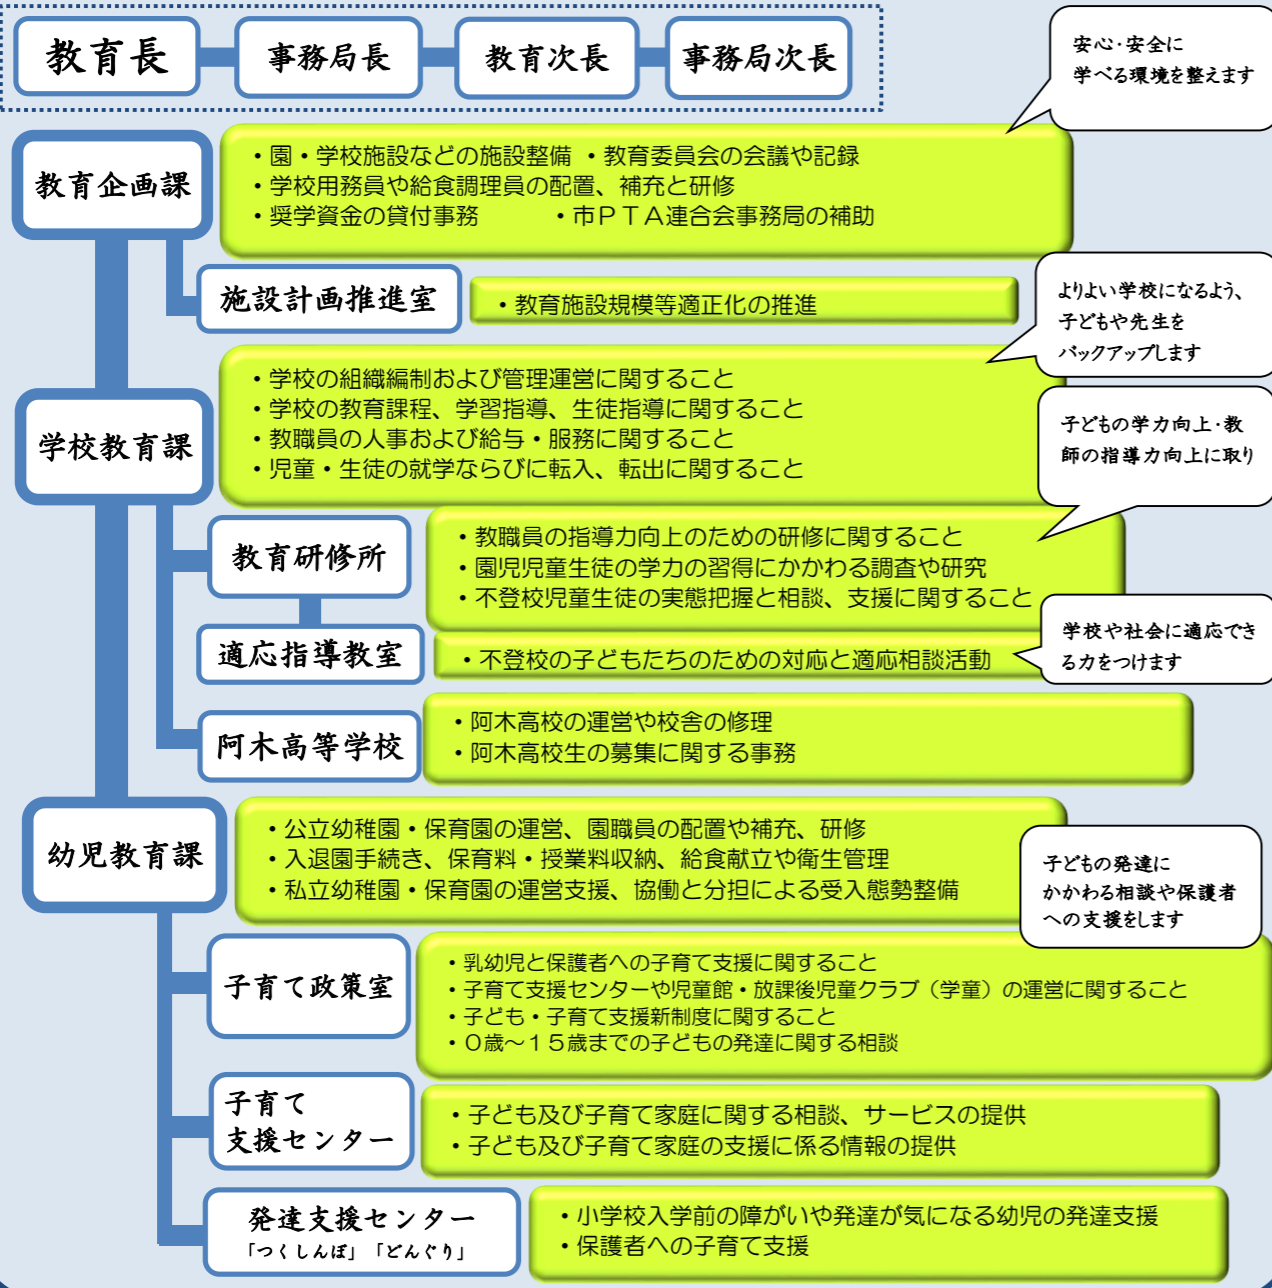 教育長 事務局長 教育次長 事務局次長
安心・安全に
学べる環境を整えます
教育企画課
・園・学校施設などの施設整備 ・教育委員会の会議や記録
・学校用務員や給食調理員の配置、補充と研修
・奨学資金の貸付事務 ・市PTA連合会事務局の補助
施設計画推進室
・教育施設規模等適正化の推進
よりよい学校になるよう、
子どもや先生を
バックアップします
学校教育課
・学校の組織編制および管理運営に関すること
・学校の教育課程、学習指導、生徒指導に関すること
・教職員の人事および給与・服務に関すること
・児童・生徒の就学ならびに転入、転出に関すること
子どもの学力向上・教
師の指導力向上に取り
教育研修所
・教職員の指導力向上のための研修に関すること
・園児児童生徒の学力の習得にかかわる調査や研究
・不登校児童生徒の実態把握と相談、支援に関すること
適応指導教室
・不登校の子どもたちのための対応と適応相談活動
学校や社会に適応でき
る力をつけます
阿木高等学校
・阿木高校の運営や校舎の修理
・阿木高校生の募集に関する事務
幼児教育課
・公立幼稚園・保育園の運営、園職員の配置や補充、研修
・入退園手続き、保育料・授業料収納、給食献立や衛生管理
・私立幼稚園・保育園の運営支援、協働と分担による受入態勢整備
子どもの発達に
かかわる相談や保護者
への支援をします
子育て政策室
・乳幼児と保護者への子育て支援に関すること
・子育て支援センターや児童館・放課後児童クラブ（学童）の運営に関すること
・子ども・子育て支援新制度に関すること
・０歳～１５歳までの子どもの発達に関する相談
子育て
支援センター
・子ども及び子育て家庭に関する相談、サービスの提供
・子ども及び子育て家庭の支援に係る情報の提供
発達支援センター
「つくしんぼ」「どんぐり」
・小学校入学前の障がいや発達が気になる幼児の発達支援
・保護者への子育て支援